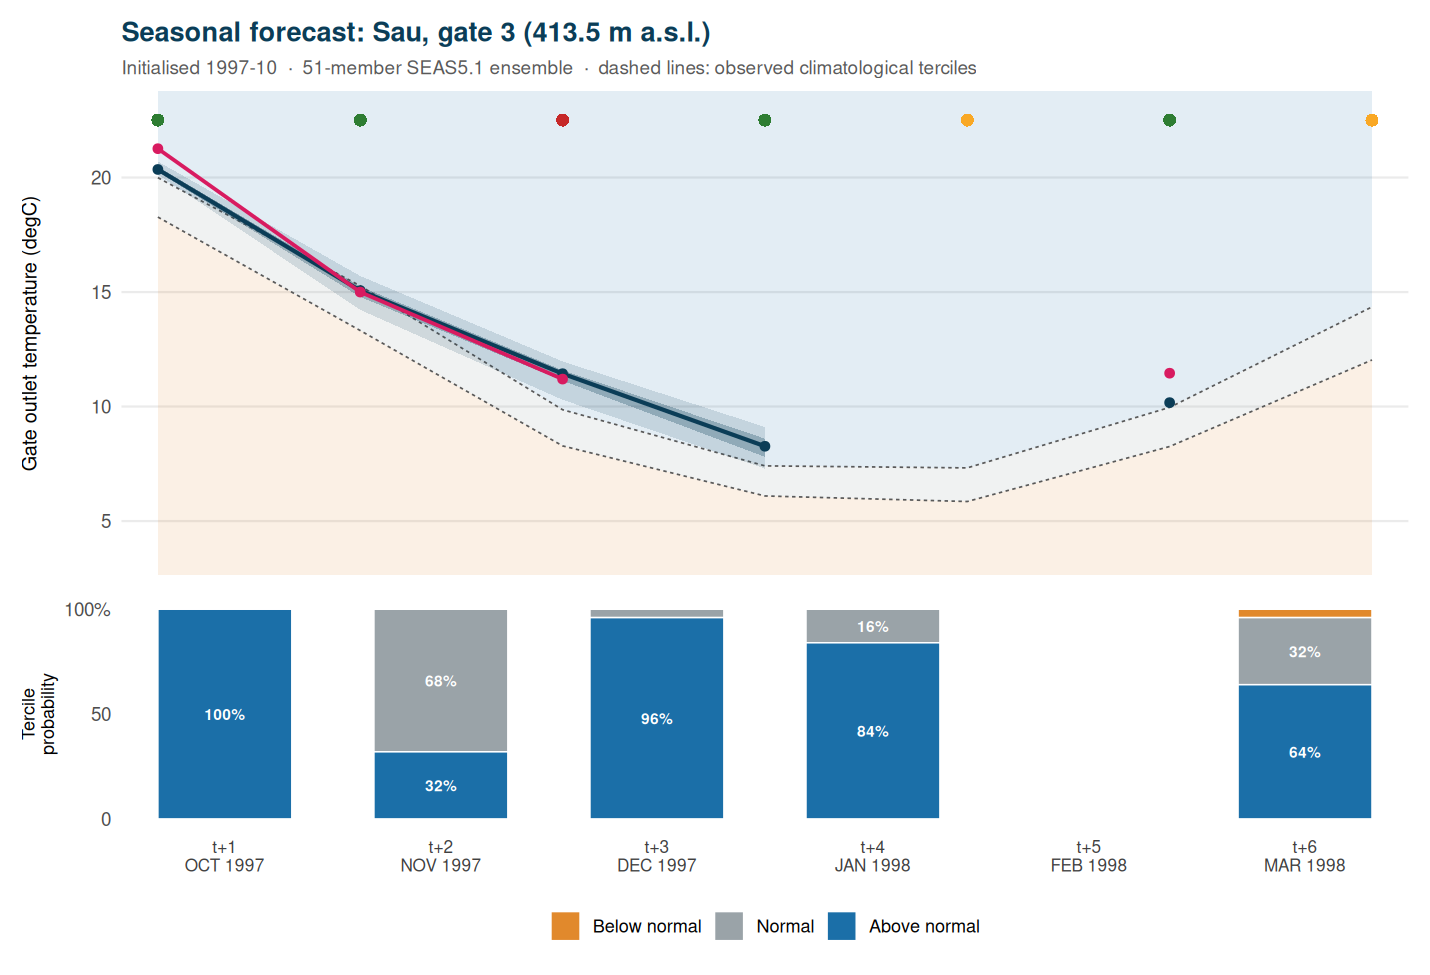 Seasonal forecast: Sau, gate 3 (413.5 m a.s.l.)
Initialised 1997-10 · 51-member SEAS5.1 ensemble · dashed lines: observed climatological terciles
Gate outlet temperature (degC)
20
15
10
5
Tercile
probability
100%
50
0
100%
68%
32%
96%
16%
84%
32%
64%
t+1
OCT 1997
t+2
NOV 1997
t+3
DEC 1997
t+4
JAN 1998
t+5
FEB 1998
t+6
MAR 1998
Below normal
Normal
Above normal